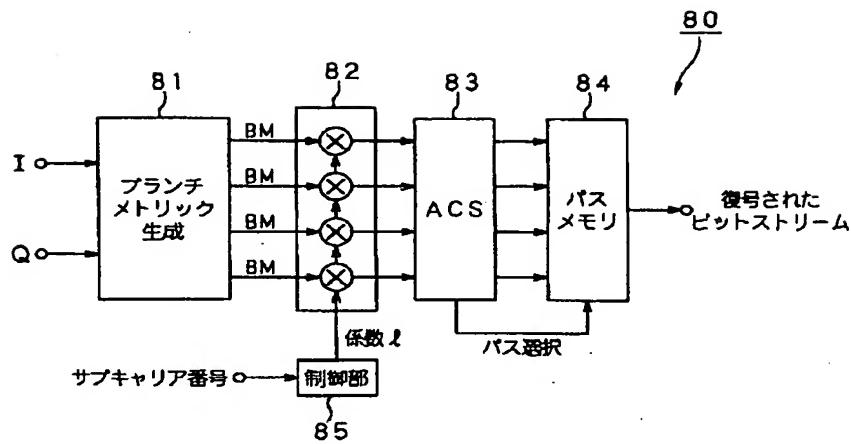 80
81
82
83
84
BM
BM
BM
BM
I
Q
ブランチ
メトリック
生成
ACS
パス
メモリ
復号された
ビットストリーム
係数 ℓ
パス選択
サブキャリア番号
制御部
85